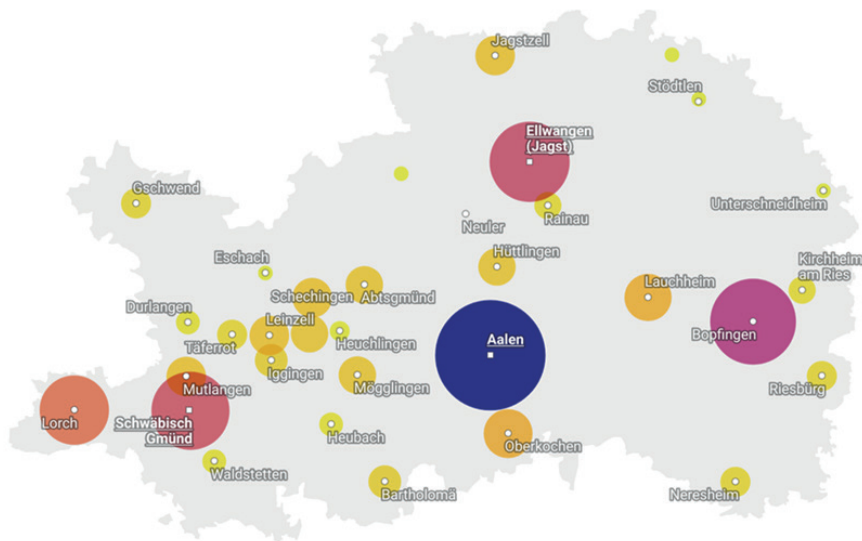 Jagstzell
Stödtlen
Ellwangen
(Jagst)
Gschwend
Unterschneidheim
Rainau
Neuler
Hüttlingen
Eschach
Kirchheim
am Ries
Lauchheim
Schechingen
Abtsgmünd
Durlangen
Leinzell
Bopfingen
Heuchlingen
Täferrot
Aalen
Iggingen
Mögglingen
Mutlangen
Riesbürg
Lorch
Schwäbisch
Gmünd
Heubach
Oberkochen
Waldstetten
Bartholomä
Neresheim